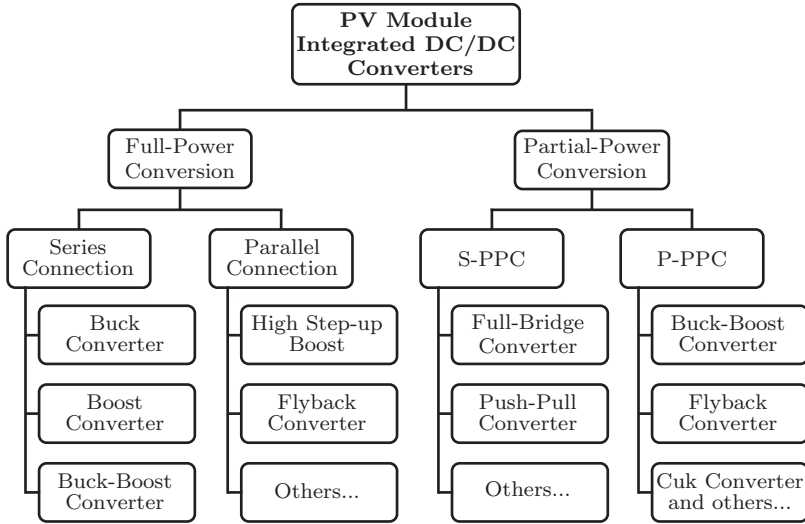 PV Module
Integrated DC/DC
Converters
Full-Power
Conversion
Partial-Power
Conversion
Series
Connection
Parallel
Connection
S-PPC
P-PPC
Buck
Converter
High Step-up
Boost
Full-Bridge
Converter
Buck-Boost
Converter
Boost
Converter
Flyback
Converter
Push-Pull
Converter
Flyback
Converter
Buck-Boost
Converter
Others...
Others...
Cuk Converter
and others...